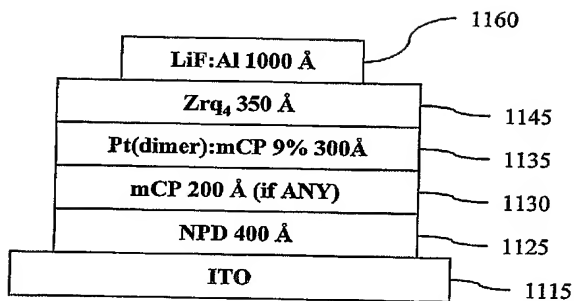 LiF:Al 1000 Å
1160
Zrq₄ 350 Å
1145
Pt(dimer):mCP 9% 300Å
1135
mCP 200 Å (if ANY)
1130
NPD 400 Å
1125
ITO
1115